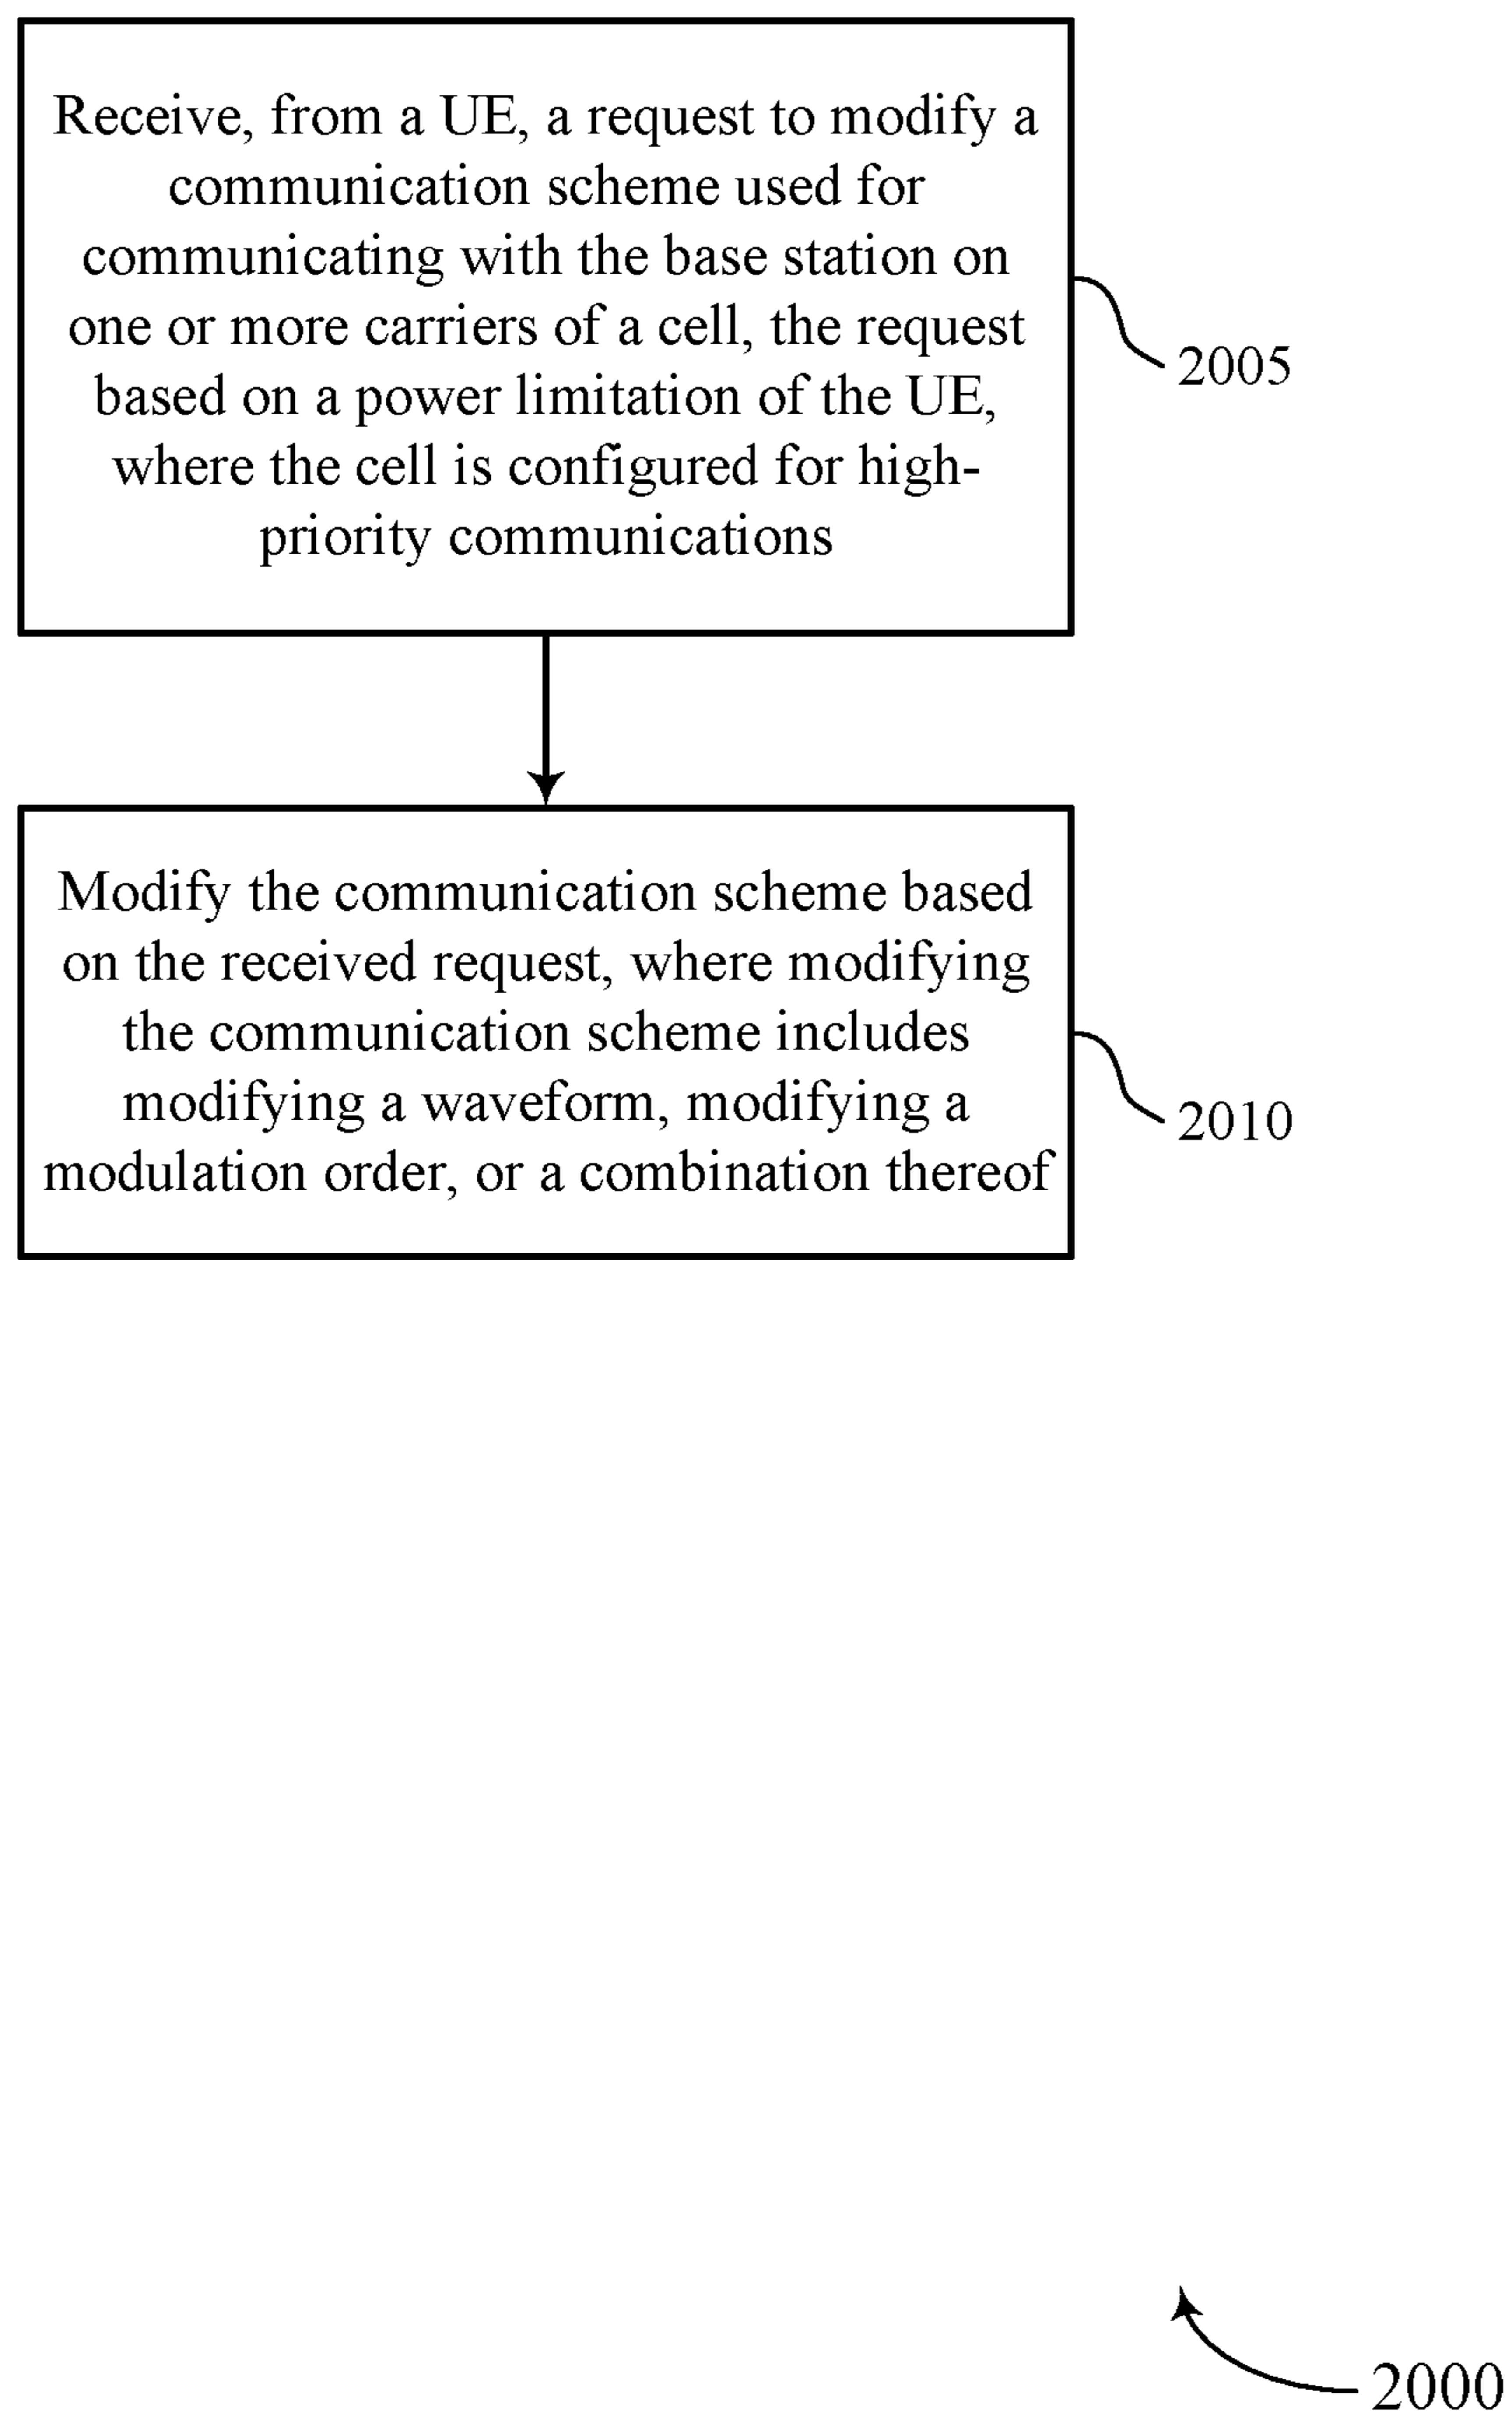 Receive, from a UE, a request to modify a
communication scheme used for
communicating with the base station on
one or more carriers of a cell, the request
based on a power limitation of the UE,
where the cell is configured for high-
priority communications
2005
Modify the communication scheme based
on the received request, where modifying
the communication scheme includes
modifying a waveform, modifying a
modulation order, or a combination thereof
2010
2000